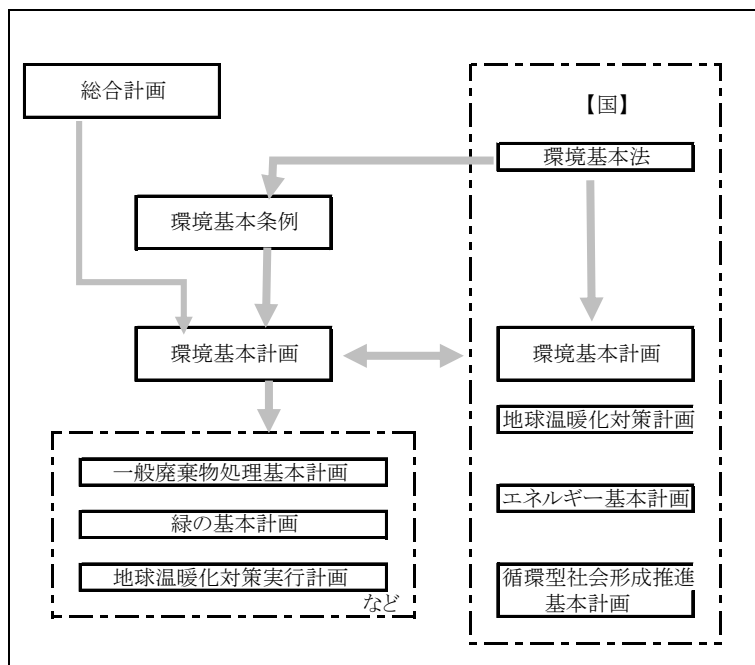 総合計画
【国】
環境基本法
環境基本条例
環境基本計画
環境基本計画
地球温暖化対策計画
一般廃棄物処理基本計画
エネルギー基本計画
緑の基本計画
地球温暖化対策実行計画
など
循環型社会形成推進
基本計画